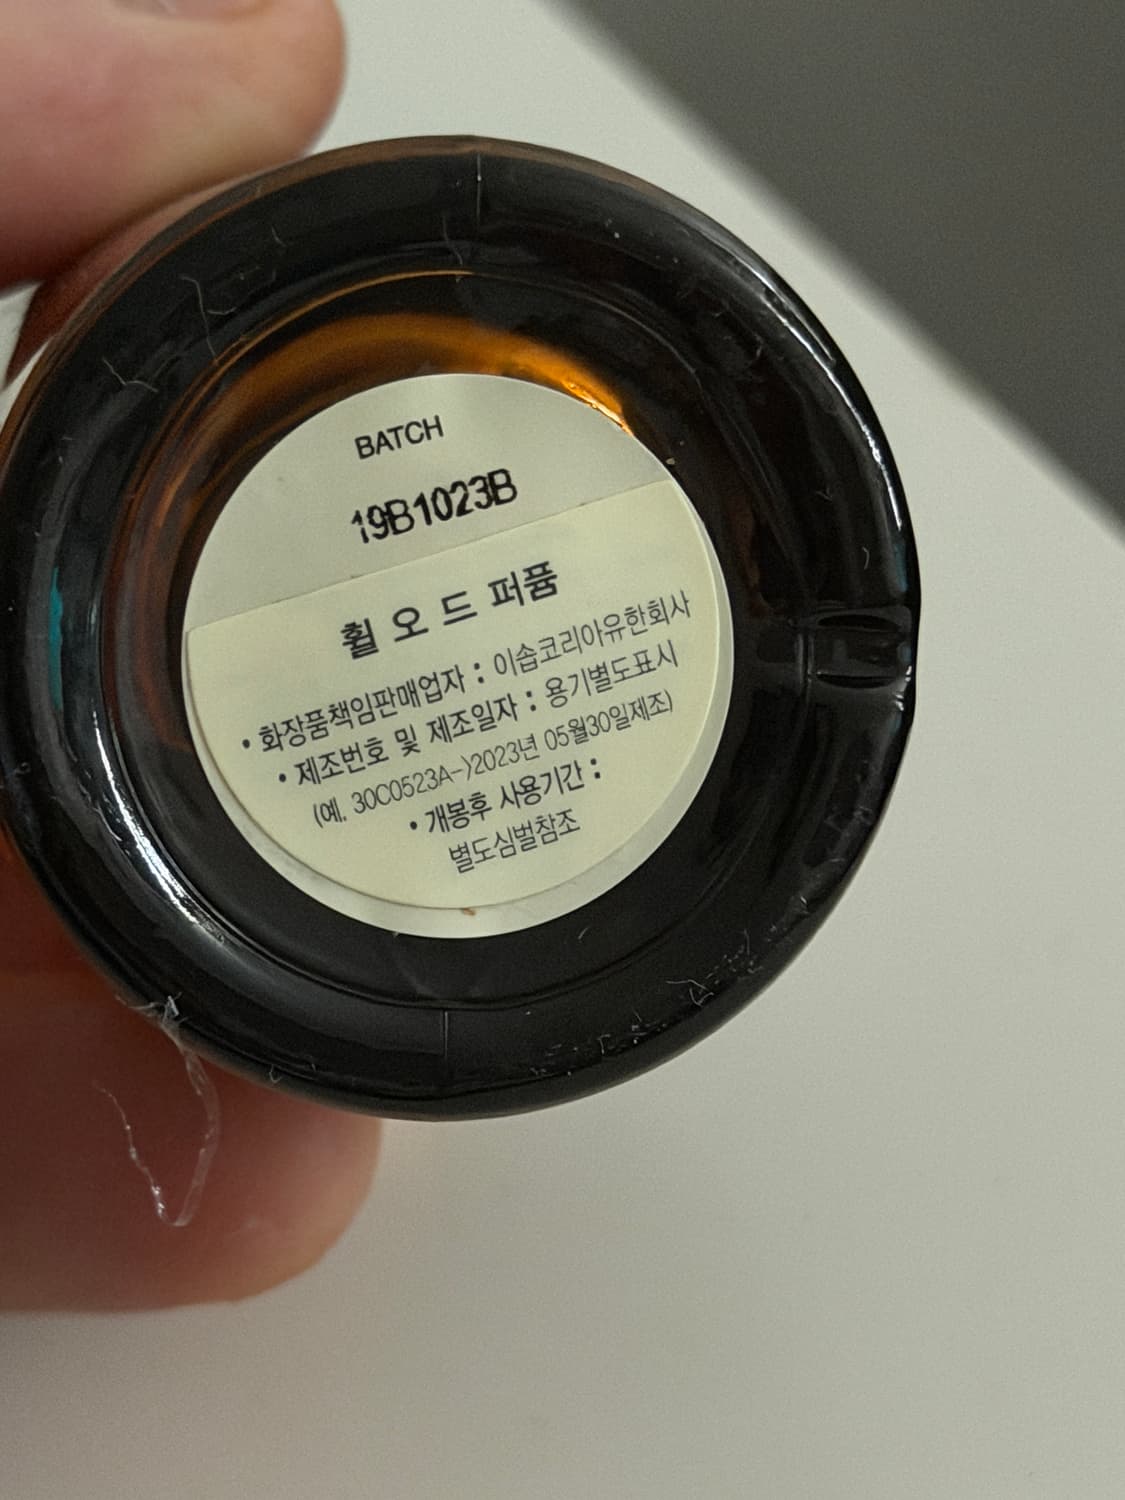 BATCH
19B1023B
휠 오 드 퍼퓸
• 화장품책임판매업자 : 이솝코리아유한회사
• 제조번호 및 제조일자 : 용기별도표시
(예. 30C0523A->2023년 05월30일제조)
• 개봉후 사용기간 :
별도심벌참조